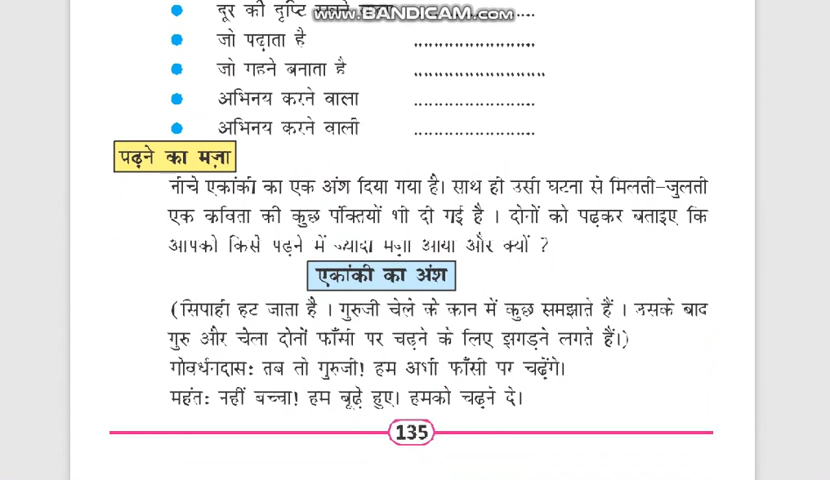 दूर की दृष्टि रखने वाला ........................
www.BANDICAM.com
जो पढ़ाता है ........................
जो गहने बनाता है ..........................
अभिनय करने वाला ........................
अभिनय करने वाली ........................
पढ़ने का मज़ा
नीचे एकांकी का एक अंश दिया गया है। साथ ही उसी घटना से मिलती-जुलती
एक कविता की कुछ पंक्तियाँ भी दी गई है । दोनों को पढ़कर बताइए कि
आपको किसे पढ़ने में ज्यादा मज़ा आया और क्यों ?
एकांकी का अंश
(सिपाही हट जाता है । गुरुजी चेले के कान में कुछ समझाते हैं । उसके बाद
गुरु और चेला दोनों फाँसी पर चढ़ने के लिए झगड़ने लगते हैं।)
गोवर्धनदास: तब तो गुरुजी! हम अभी फाँसी पर चढ़ेंगे।
महंत: नहीं बच्चा! हम बूढ़े हुए। हमको चढ़ने दे।
135